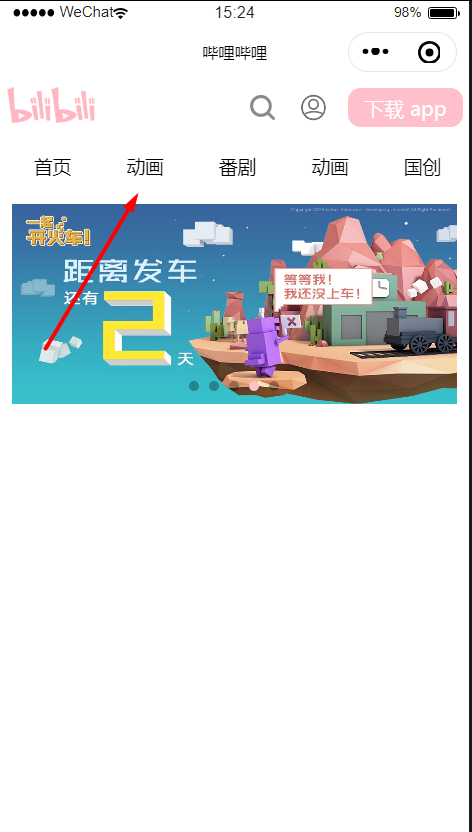 WeChat 15:24 98%
哔哩哔哩
bilibili 下载 app
首页 动画 番剧 动画 国创
一起
开火车!
距离发车
还有2天
等等我!
我还没上车!